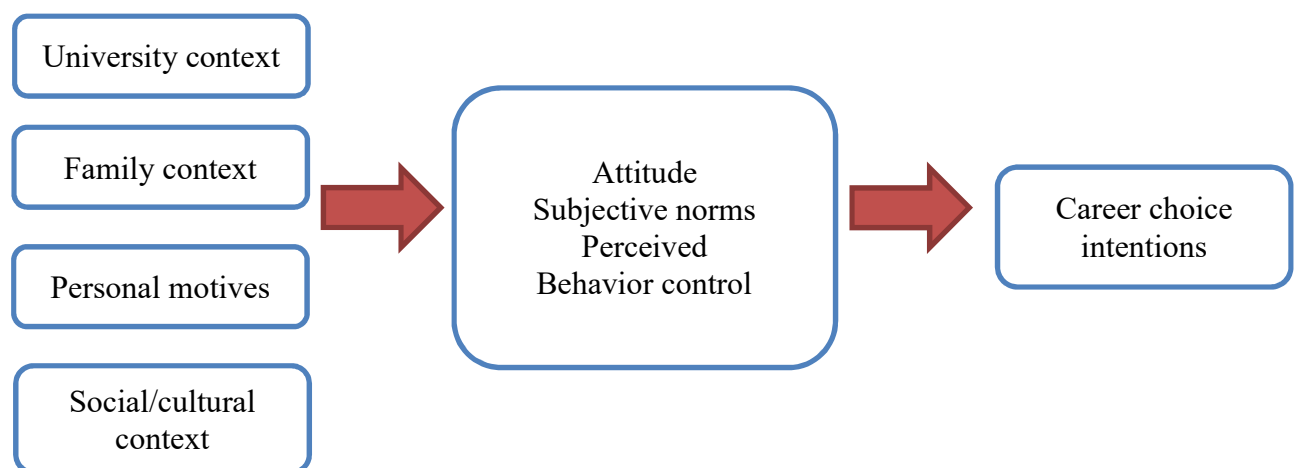 University context
Family context
Personal motives
Social/cultural
context
Attitude
Subjective norms
Perceived
Behavior control
Career choice
intentions